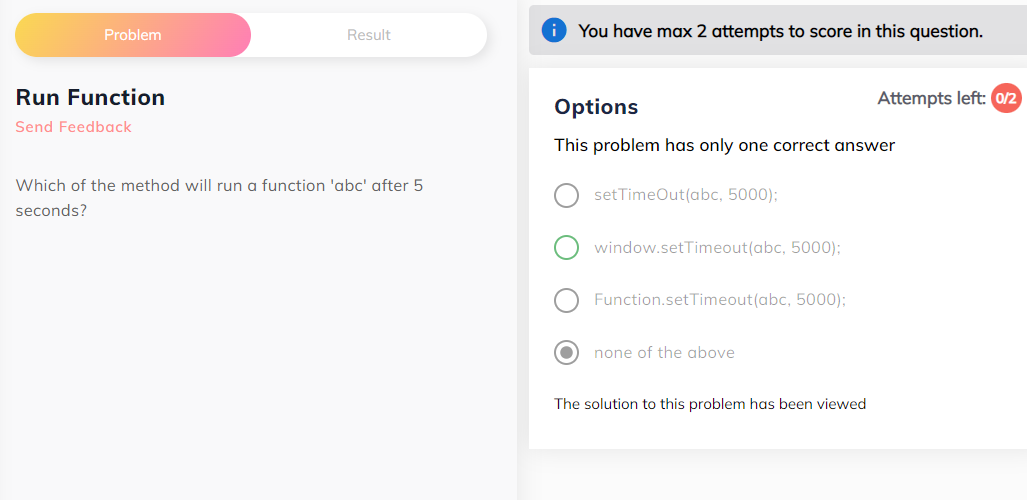 Problem
Result
Run Function
Send Feedback
Which of the method will run a function 'abc' after 5
seconds?
i
You have max 2 attempts to score in this question.
Options
Attempts left: 0/2
This problem has only one correct answer
setTimeOut(abc, 5000);
window.setTimeout(abc, 5000);
Function.setTimeout(abc, 5000);
none of the above
The solution to this problem has been viewed